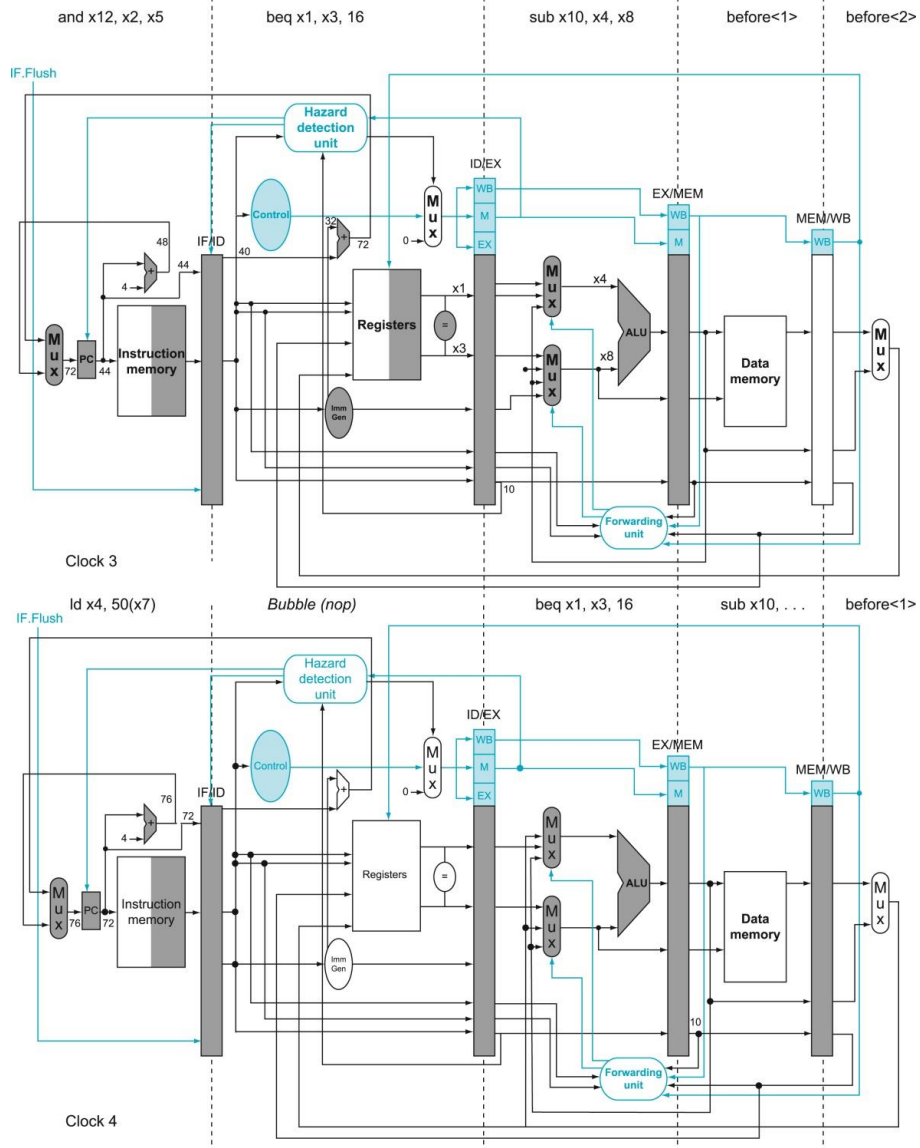 and x12, x2, x5
beq x1, x3, 16
sub x10, x4, x8
before<1>
before<2>
IF.Flush
Hazard
detection
unit
ID/EX
WB
M
EX
Control
Mux
0
32
+
72
EX/MEM
WB
M
MEM/WB
WB
48
IF/ID
40
44
4
+
Mux
72
PC
44
Instruction
memory
Registers
x1
=
x3
Imm
Gen
Mux
x4
Mux
x8
ALU
Data
memory
Mux
10
Forwarding
unit
Clock 3
ld x4, 50(x7)
Bubble (nop)
beq x1, x3, 16
sub x10, . . .
before<1>
IF.Flush
Hazard
detection
unit
ID/EX
WB
M
EX
Control
Mux
0
+
EX/MEM
WB
M
MEM/WB
WB
76
IF/ID
72
4
+
Mux
76
PC
72
Instruction
memory
Registers
=
Imm
Gen
Mux
Mux
ALU
Data
memory
Mux
10
Forwarding
unit
Clock 4